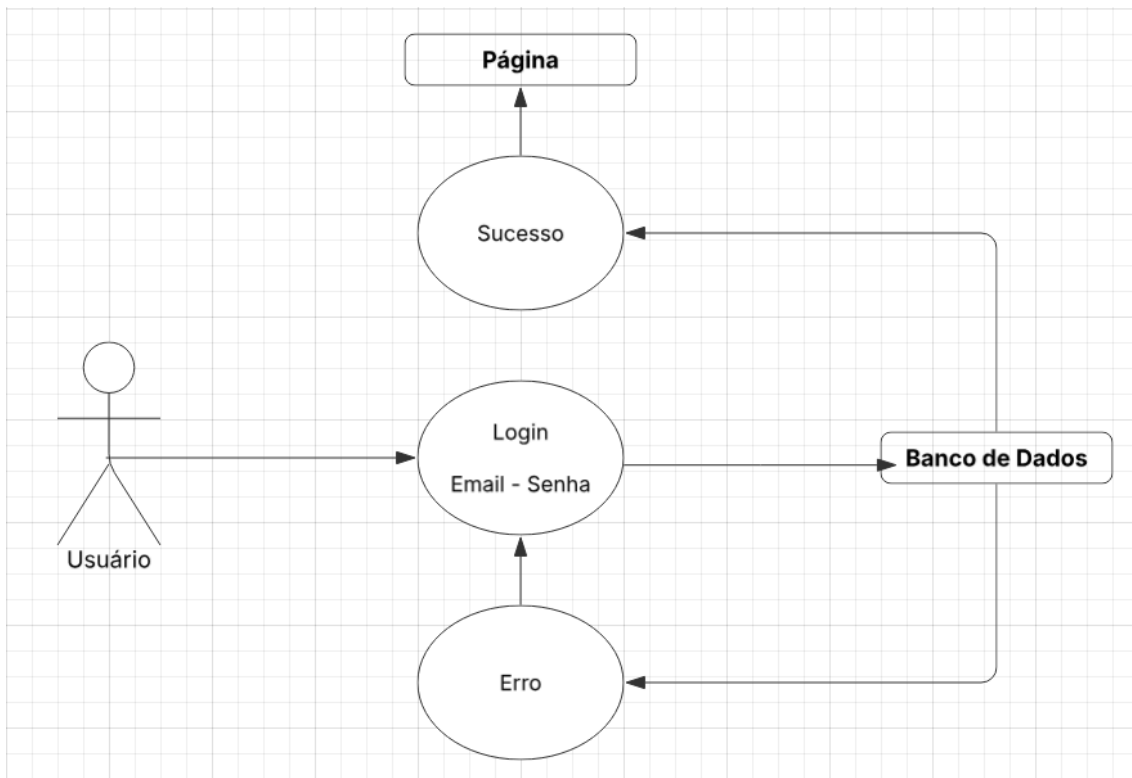 Página
Sucesso
Login
Email - Senha
Banco de Dados
Usuário
Erro